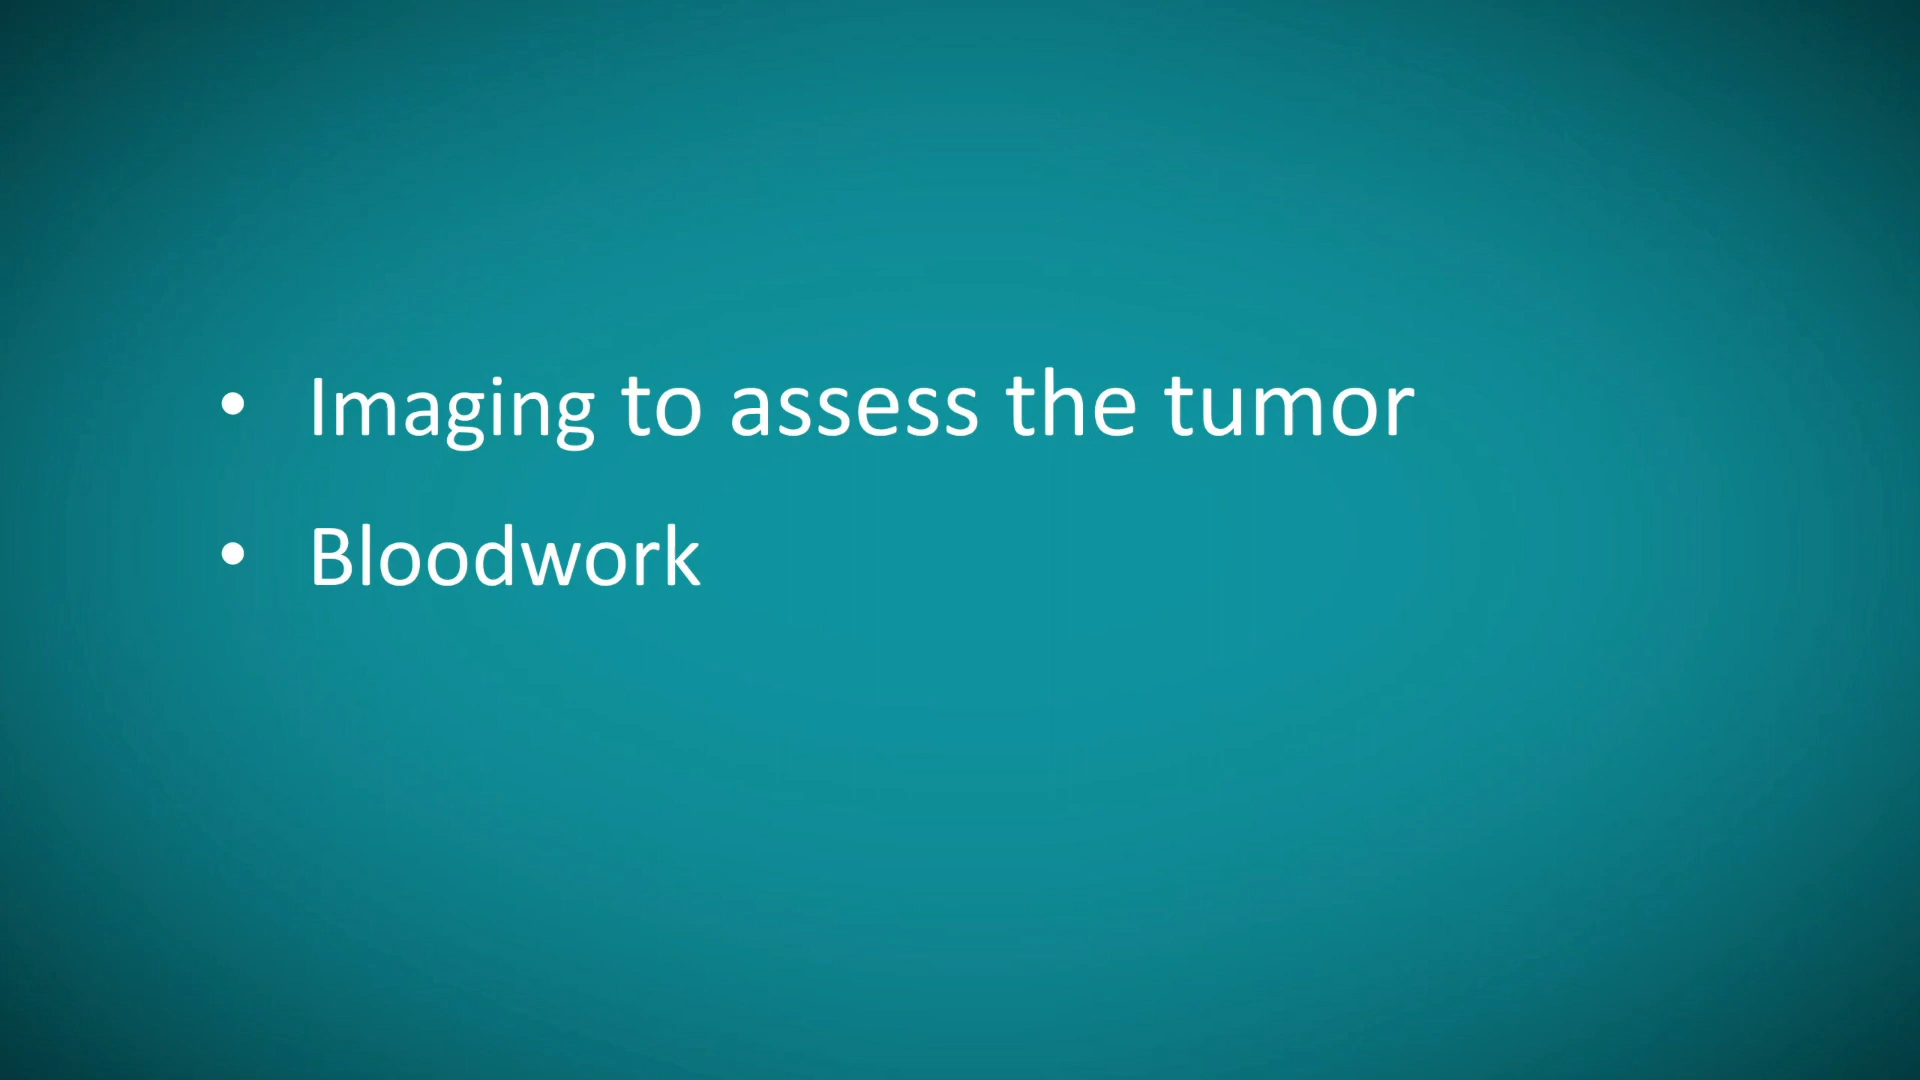 • Imaging to assess the tumor
• Bloodwork